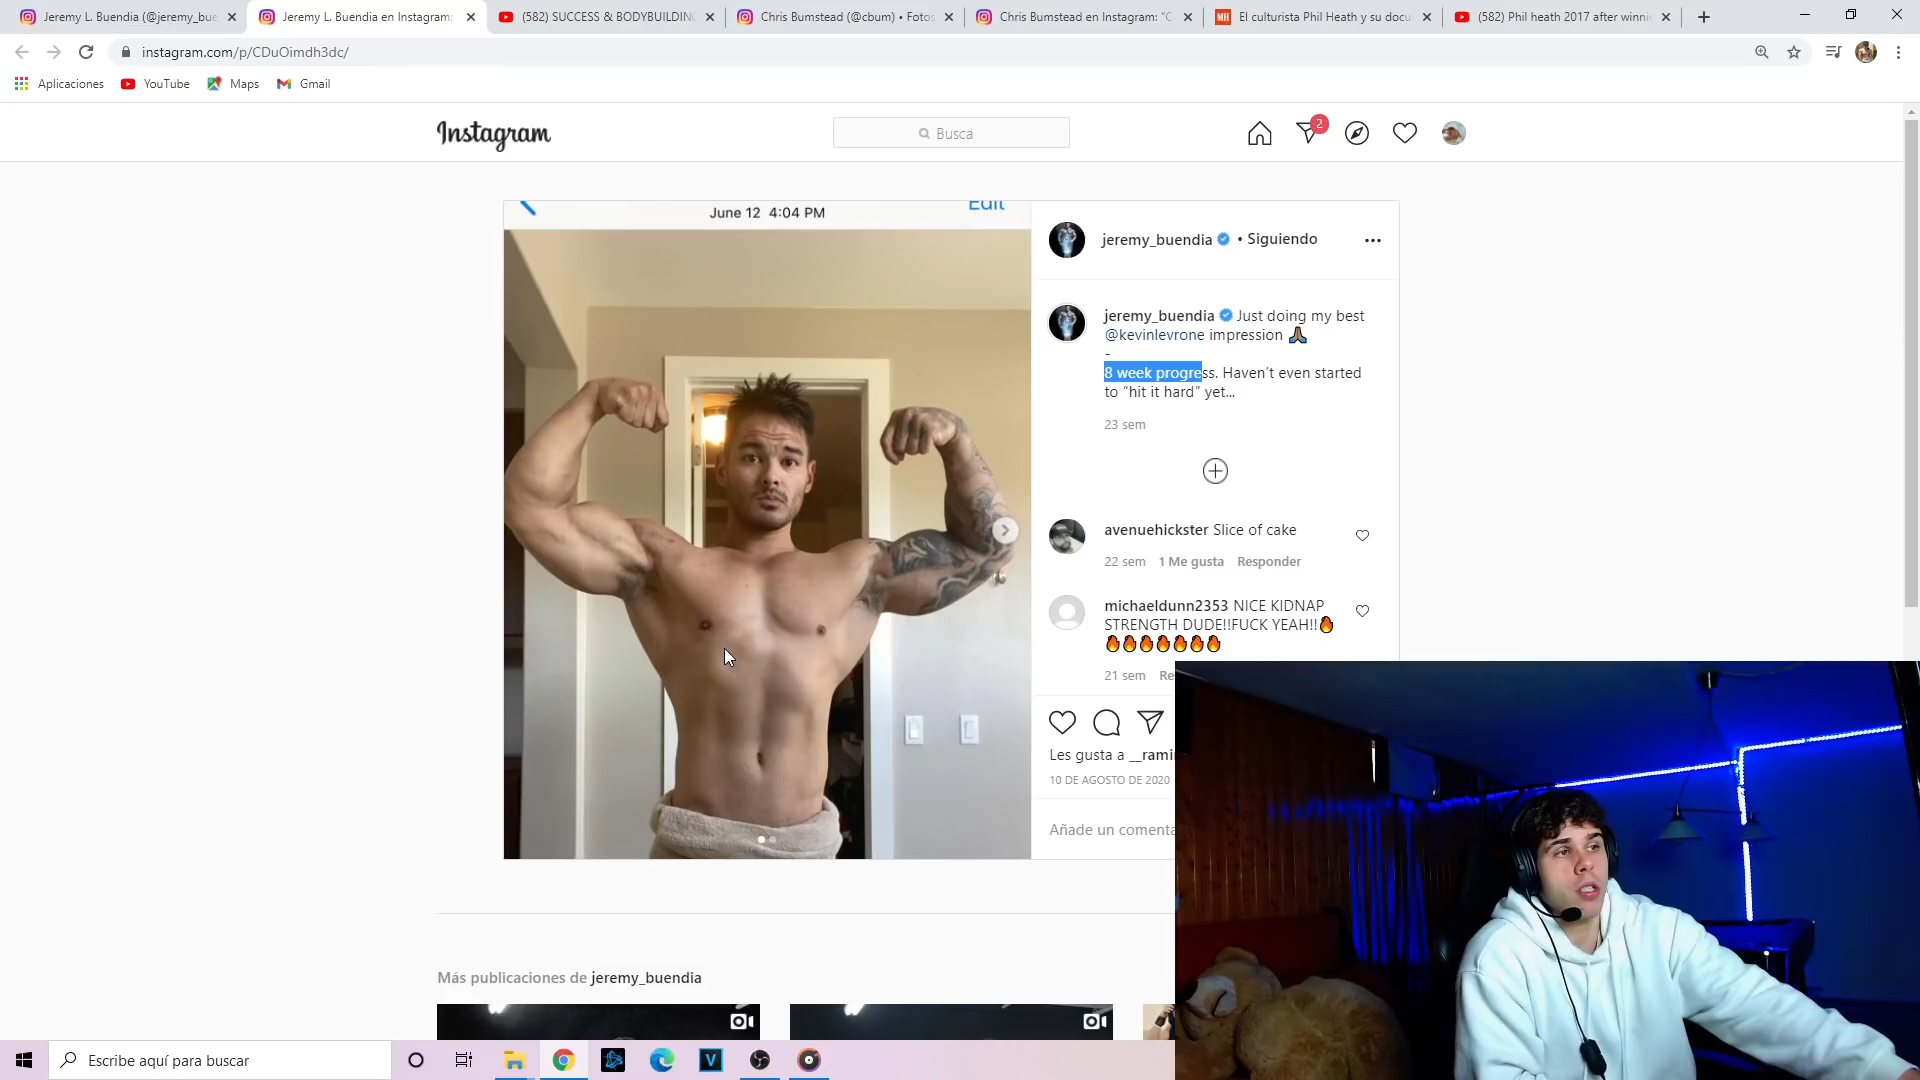 Jeremy L. Buendia (@jeremy_bue
Jeremy L. Buendia en Instagram:
(582) SUCCESS & BODYBUILDING
Chris Bumstead (@cbum) • Fotos
Chris Bumstead en Instagram: “C
El culturista Phil Heath y su docu
(582) Phil heath 2017 after winni
instagram.com/p/CDuOimdh3dc/
Aplicaciones
YouTube
Maps
Gmail
Instagram
Busca
2
June 12 4:04 PM
Edit
jeremy_buendia • Siguiendo
jeremy_buendia Just doing my best
@kevinlevrone impression
-
8 week progress. Haven’t even started
to “hit it hard” yet...
23 sem
avenuehickster Slice of cake
22 sem 1 Me gusta Responder
michaeldunn2353 NICE KIDNAP
STRENGTH DUDE!!FUCK YEAH!!
21 sem Re
Les gusta a __rami
10 DE AGOSTO DE 2020
Añade un comenta
Más publicaciones de jeremy_buendia
Escribe aquí para buscar